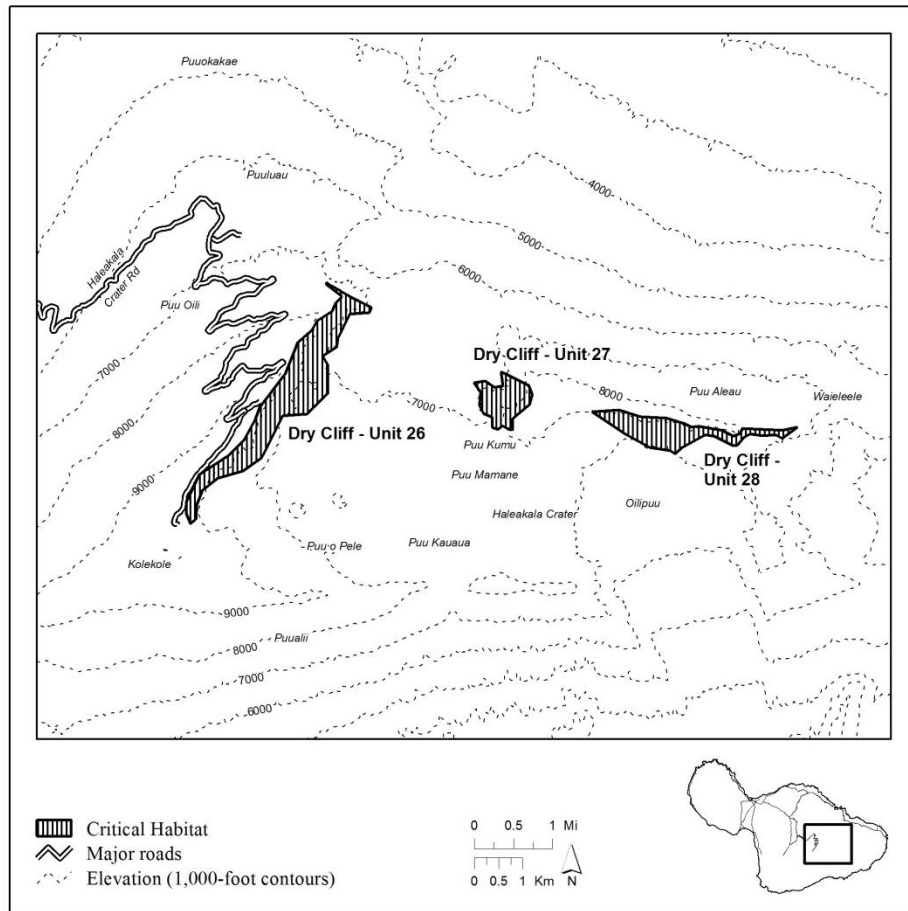 Puuokakae
Puuluau
4000
5000
6000
Haleakala
Crater Rd
Puu Oili
7000
Dry Cliff - Unit 27
8000
Puu Aleau
Waieleele
7000
8000
Dry Cliff - Unit 26
Puu Kumu
Dry Cliff -
Unit 28
9000
Puu Mamane
Haleakala Crater
Oilipuu
Puu o Pele
Puu Kauaua
Kolekole
9000
Puualii
8000
7000
6000
Critical Habitat
Major roads
Elevation (1,000-foot contours)
0 0.5 1 Mi
0 0.5 1 Km
N